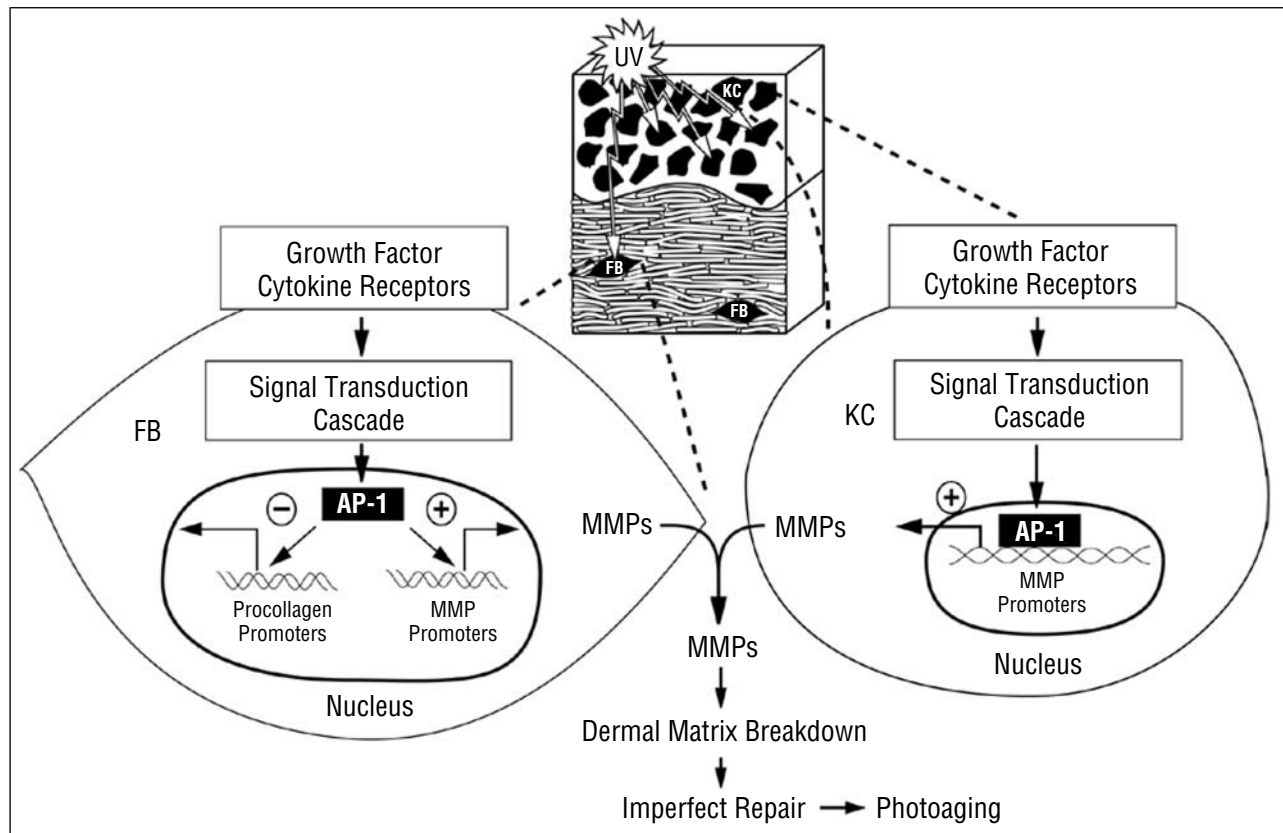 UV
KC
FB
FB
Growth Factor
Cytokine Receptors
Signal Transduction
Cascade
FB
AP-1
−
+
Procollagen
Promoters
MMP
Promoters
Nucleus
Growth Factor
Cytokine Receptors
Signal Transduction
Cascade
KC
+
AP-1
MMP
Promoters
Nucleus
MMPs
MMPs
MMPs
Dermal Matrix Breakdown
Imperfect Repair
Photoaging